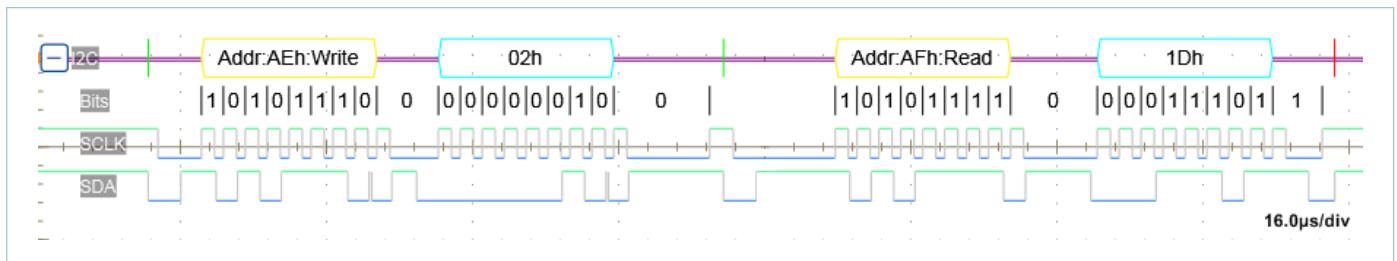 I2C Addr:AEh:Write 02h Addr:AFh:Read 1Dh
Bits 1 0 1 0 1 1 1 0 0 0 0 0 0 0 0 1 0 0 1 0 1 0 1 1 1 1 0 0 0 0 1 1 1 0 1 1
SCLK
SDA
16.0µs/div